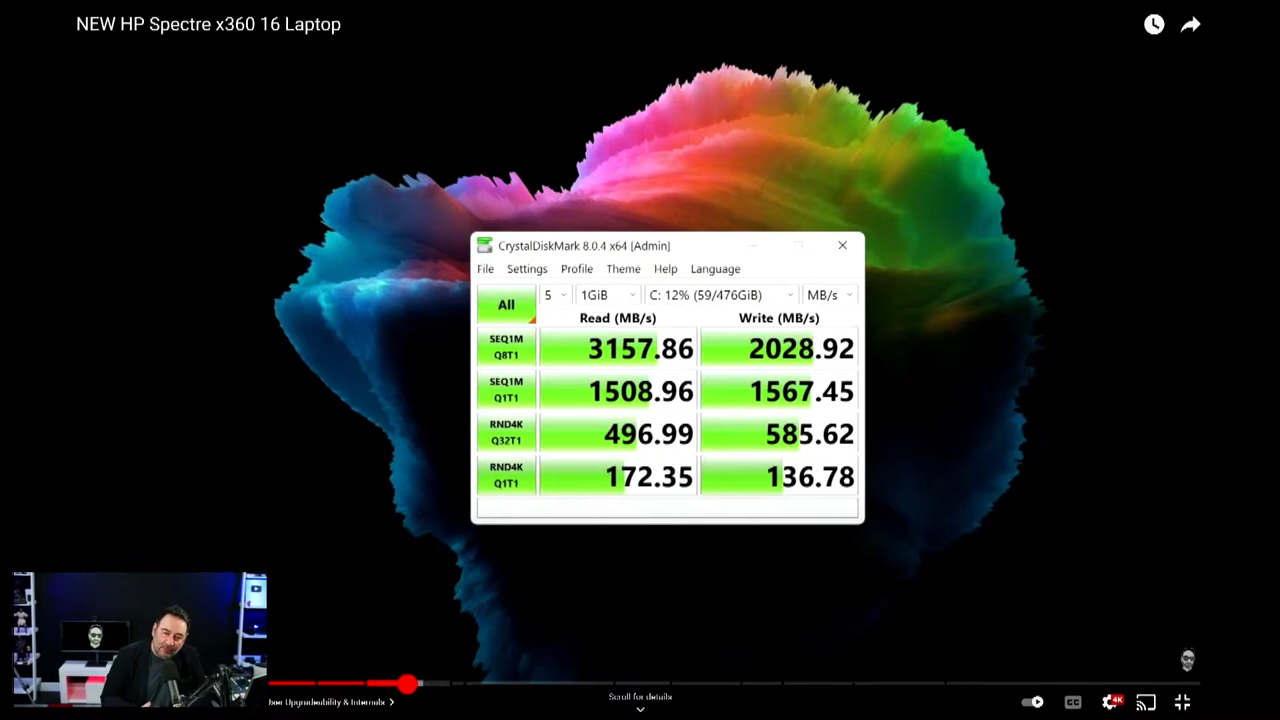 NEW HP Spectre x360 16 Laptop
CrystalDiskMark 8.0.4 x64 [Admin]
File Settings Profile Theme Help Language
All 5 1GiB C: 12% (59/476GiB) MB/s
Read (MB/s) Write (MB/s)
SEQ1M Q8T1 3157.86 2028.92
SEQ1M Q1T1 1508.96 1567.45
RND4K Q32T1 496.99 585.62
RND4K Q1T1 172.35 136.78
Upgradeability & Internals
Scroll for details
CC 4K